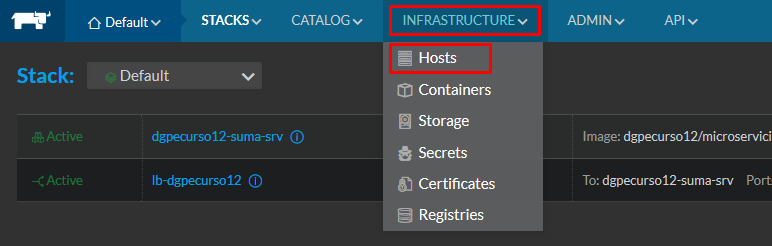 Default STACKS CATALOG INFRASTRUCTURE ADMIN API
Hosts
Stack: Default
Containers
Storage
Active dgpecurso12-suma-srv Image: dgpecurso12/microservici
Secrets
Active lb-dgpecurso12 To: dgpecurso12-suma-srv Ports
Certificates
Registries